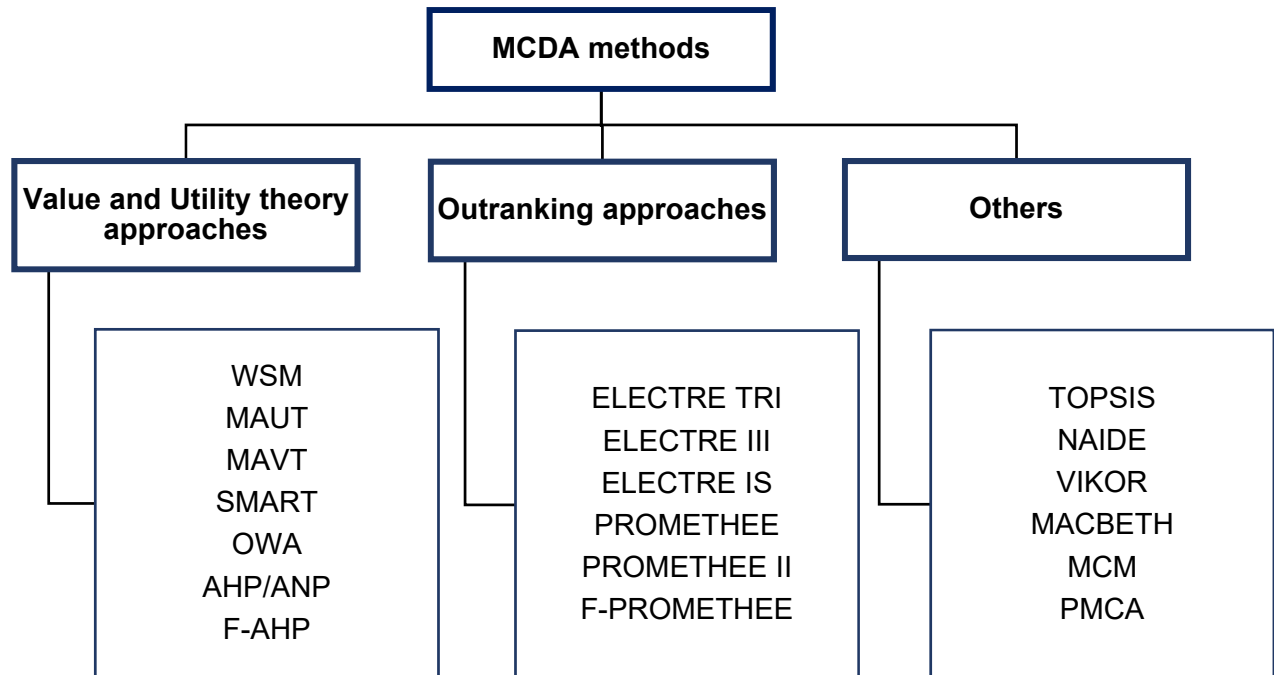 MCDA methods
Value and Utility theory
approaches
Outranking approaches
Others
WSM
MAUT
MAVT
SMART
OWA
AHP/ANP
F-AHP
ELECTRE TRI
ELECTRE III
ELECTRE IS
PROMETHEE
PROMETHEE II
F-PROMETHEE
TOPSIS
NAIDE
VIKOR
MACBETH
MCM
PMCA